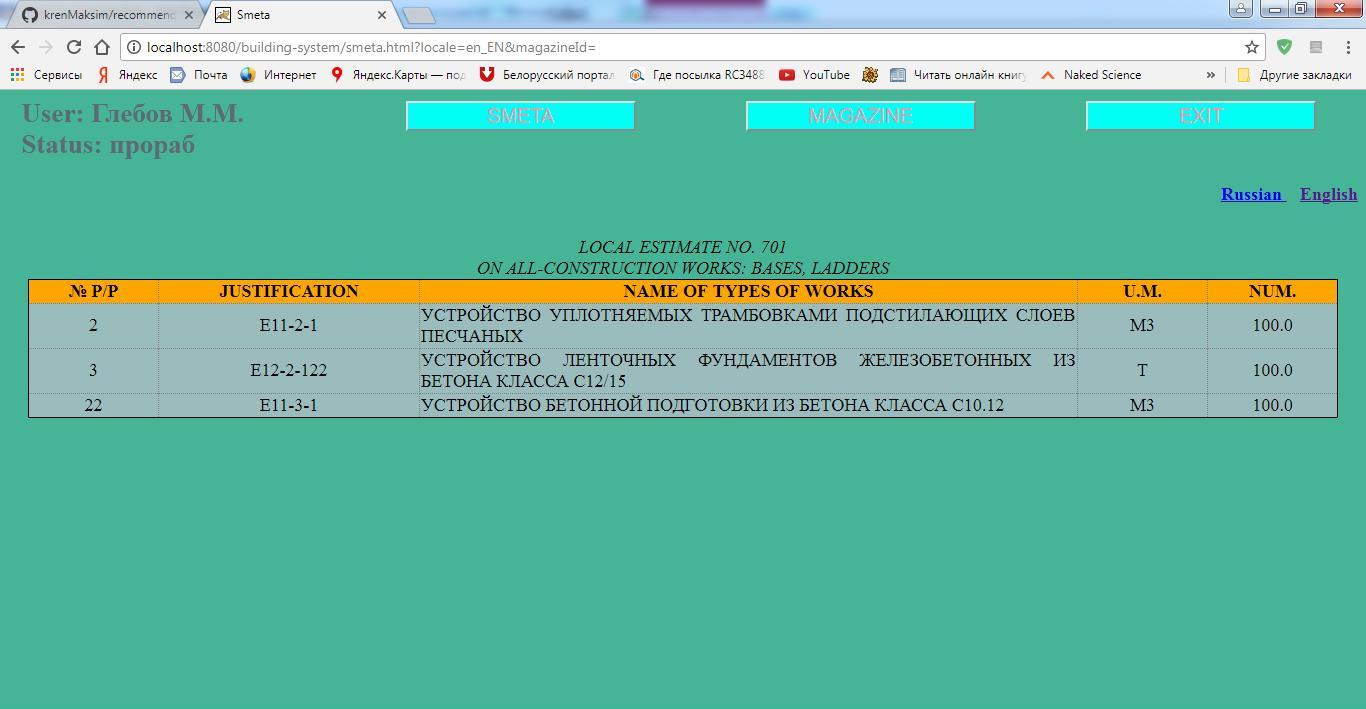 krenMaksim/recommend
Smeta
localhost:8080/building-system/smeta.html?locale=en_EN&magazineId=
Сервисы Яндекс Почта Интернет Яндекс.Карты — под Белорусский портал Где посылка RC3488 YouTube Читать онлайн книгу Naked Science » Другие закладки
User: Глебов М.М. SMETA MAGAZINE EXIT
Status: прораб
Russian English
LOCAL ESTIMATE NO. 701
ON ALL-CONSTRUCTION WORKS: BASES, LADDERS
№ P/P JUSTIFICATION NAME OF TYPES OF WORKS U.M. NUM.
2 E11-2-1 УСТРОЙСТВО УПЛОТНЯЕМЫХ ТРАМБОВКАМИ ПОДСТИЛАЮЩИХ СЛОЕВ
ПЕСЧАНЫХ М3 100.0
3 E12-2-122 УСТРОЙСТВО ЛЕНТОЧНЫХ ФУНДАМЕНТОВ ЖЕЛЕЗОБЕТОННЫХ ИЗ
БЕТОНА КЛАССА С12/15 Т 100.0
22 E11-3-1 УСТРОЙСТВО БЕТОННОЙ ПОДГОТОВКИ ИЗ БЕТОНА КЛАССА С10.12 М3 100.0